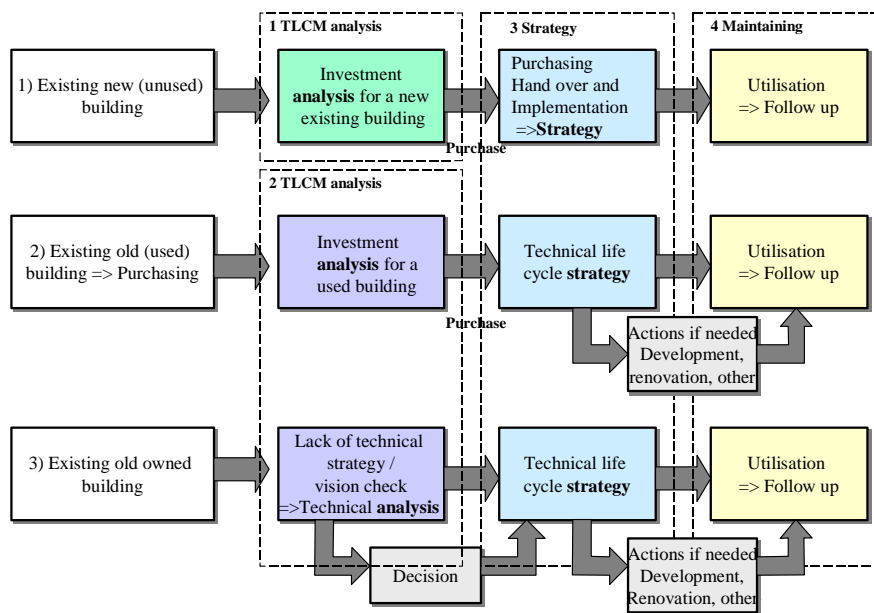 1 TLCM analysis
3 Strategy
4 Maintaining
1) Existing new (unused)
building
Investment
analysis for a new
existing building
Purchasing
Hand over and
Implementation
=>Strategy
Utilisation
=> Follow up
Purchase
2 TLCM analysis
2) Existing old (used)
building => Purchasing
Investment
analysis for a
used building
Technical life
cycle strategy
Utilisation
=> Follow up
Purchase
Actions if needed
Development,
renovation, other
3) Existing old owned
building
Lack of technical
strategy /
vision check
=>Technical analysis
Technical life
cycle strategy
Utilisation
=> Follow up
Decision
Actions if needed
Development,
Renovation, other